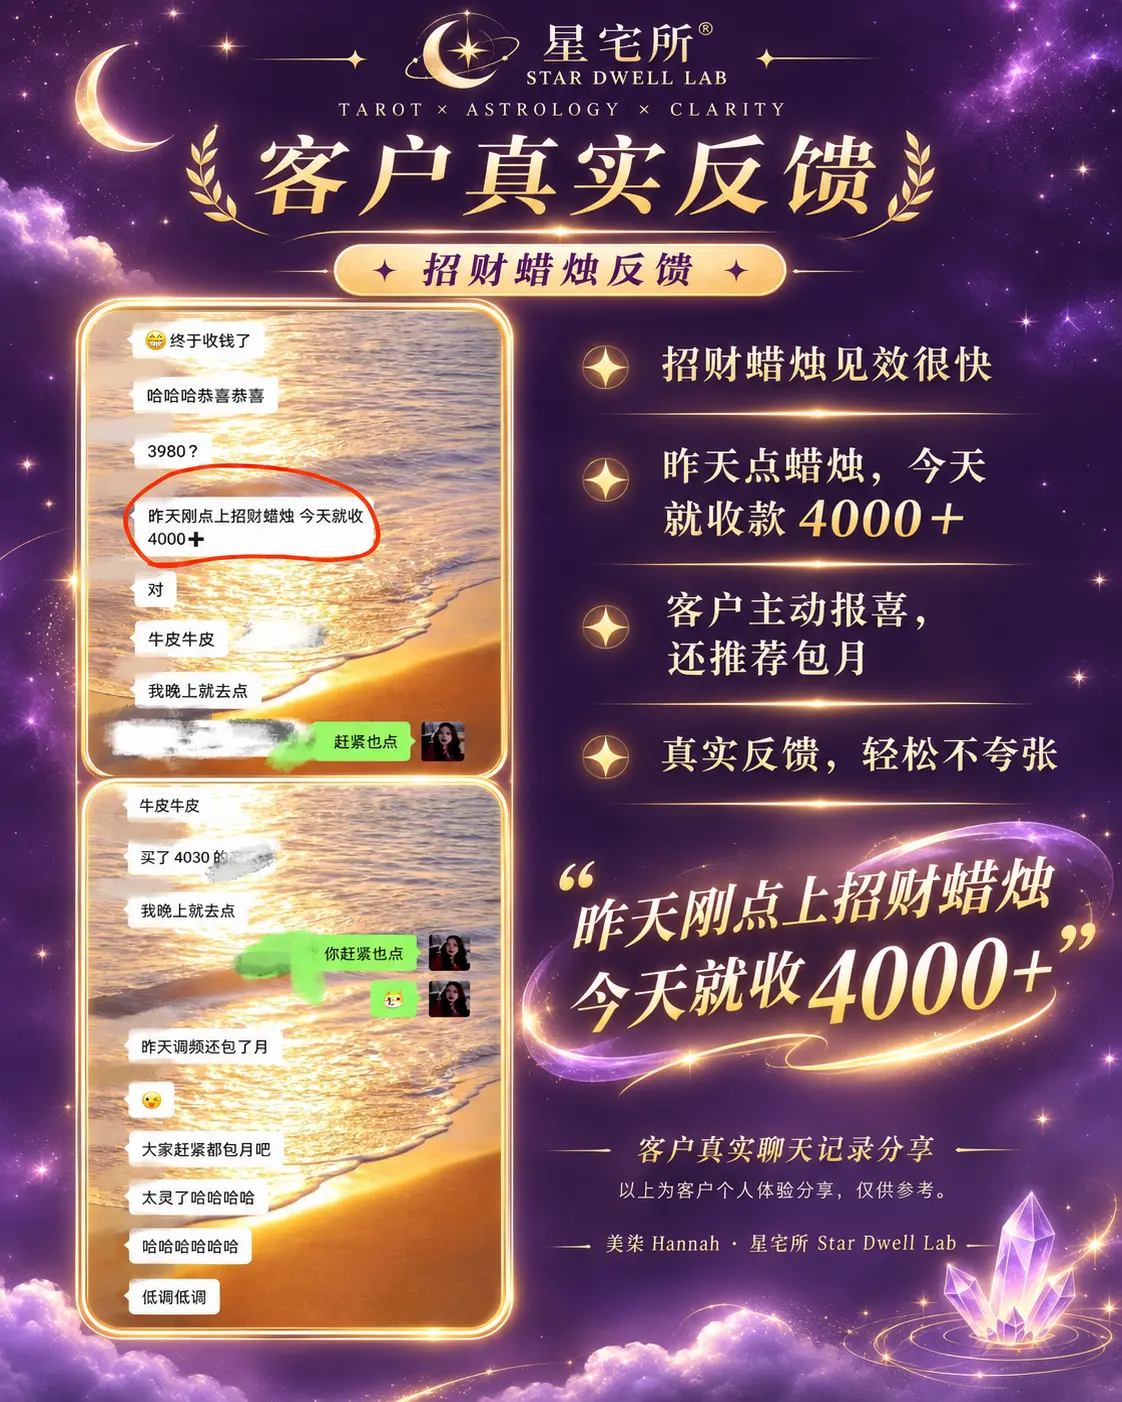 星宅所®
STAR DWELL LAB
TAROT × ASTROLOGY × CLARITY
客户真实反馈
招财蜡烛反馈
😁终于收钱了
哈哈哈恭喜恭喜
3980？
昨天刚点上招财蜡烛 今天就收
4000➕
对
牛皮牛皮
我晚上就去点
赶紧也点
牛皮牛皮
买了 4030 的
我晚上就去点
你赶紧也点
昨天调频还包了月
😜
大家赶紧都包月吧
太灵了哈哈哈哈
哈哈哈哈哈哈
低调低调
招财蜡烛见效很快
昨天点蜡烛，今天
就收款 4000＋
客户主动报喜，
还推荐包月
真实反馈，轻松不夸张
“昨天刚点上招财蜡烛
今天就收4000+”
客户真实聊天记录分享
以上为客户个人体验分享，仅供参考。
美柒 Hannah · 星宅所 Star Dwell Lab